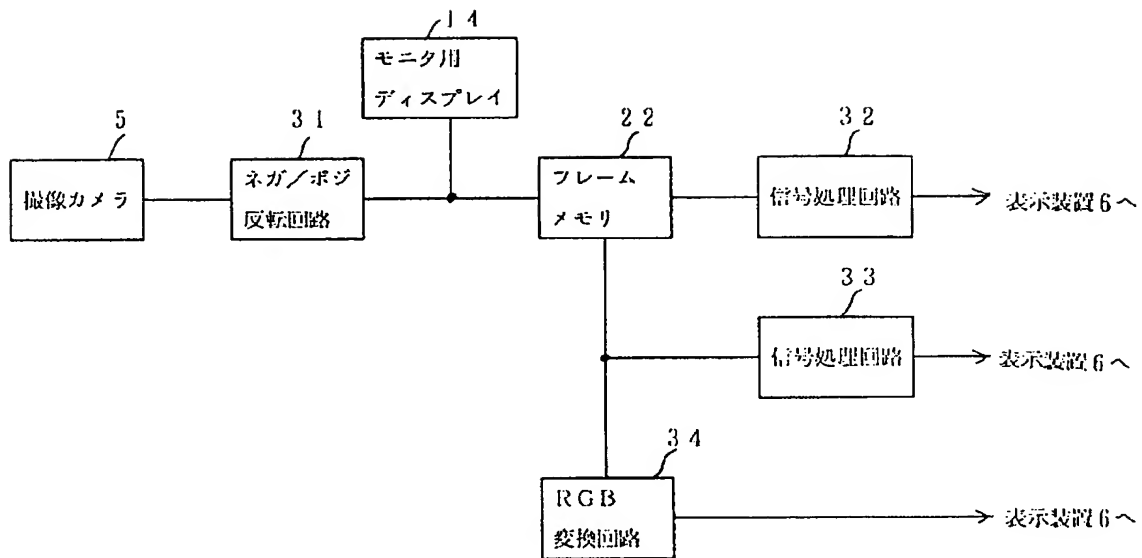 14
モニタ用
ディスプレイ
5
撮像カメラ
31
ネガ/ポジ
反転回路
22
フレーム
メモリ
32
信号処理回路
表示装置6へ
33
信号処理回路
表示装置6へ
34
RGB
変換回路
表示装置6へ